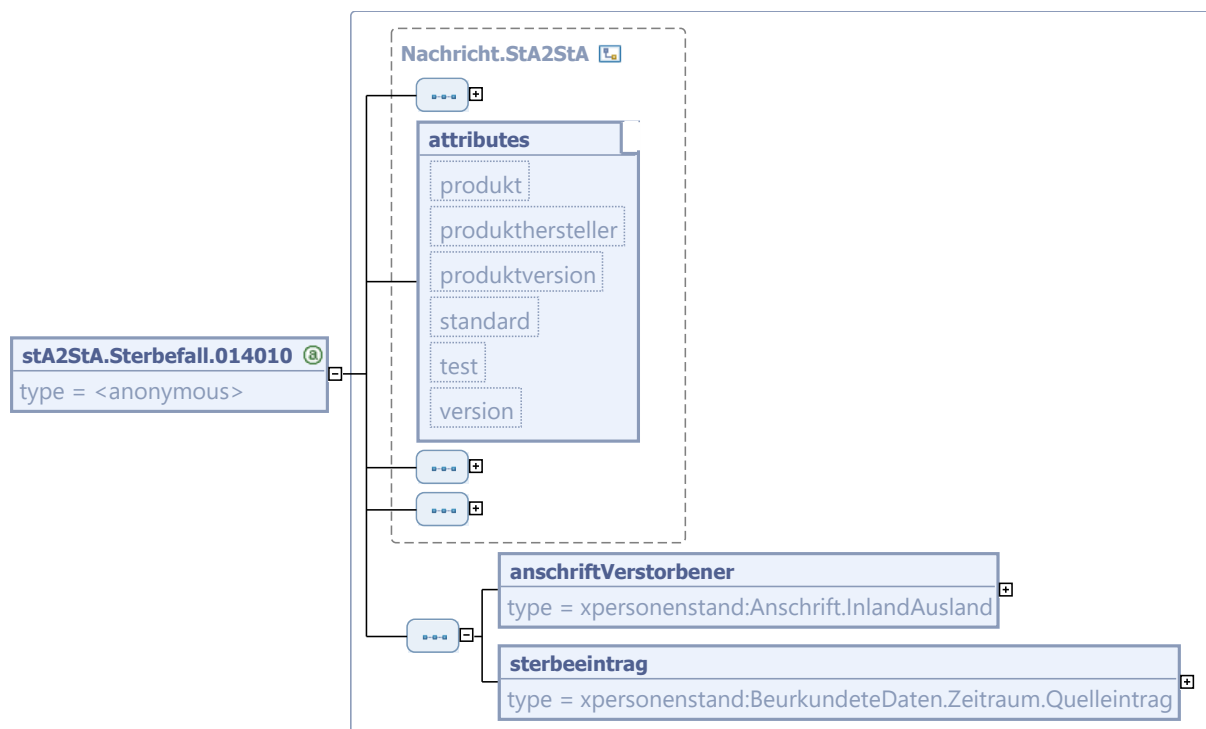 Nachricht.StA2StA
attributes
produkt
produkthersteller
produktversion
standard
test
version
stA2StA.Sterbefall.014010 a
type = <anonymous>
anschriftVerstorbener
type = xpersonenstand:Anschrift.InlandAusland
sterbeeintrag
type = xpersonenstand:BeurkundeteDaten.Zeitraum.Quelleintrag